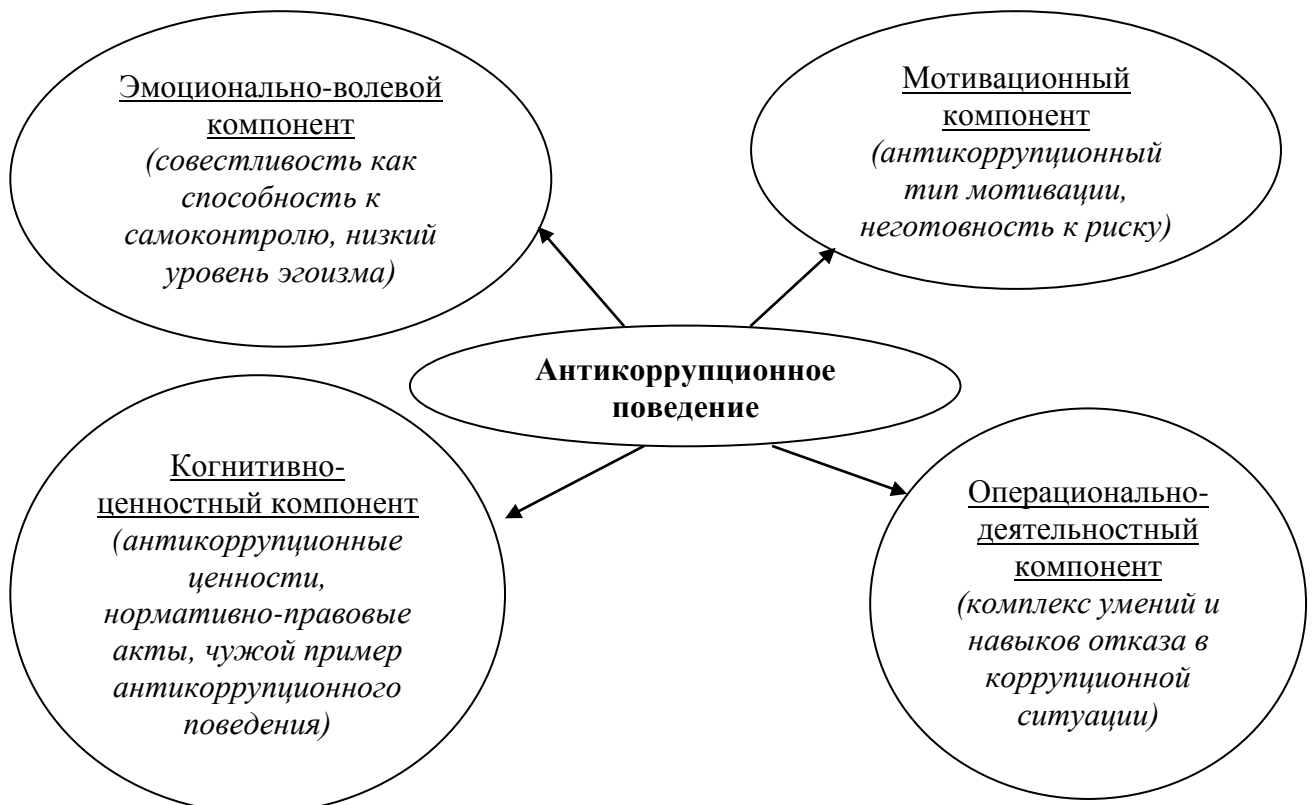 Эмоционально-волевой
компонент
(совестливость как
способность к
самоконтролю, низкий
уровень эгоизма)
Мотивационный
компонент
(антикоррупционный
тип мотивации,
неготовность к риску)
Антикоррупционное
поведение
Когнитивно-
ценностный компонент
(антикоррупционные
ценности,
нормативно-правовые
акты, чужой пример
антикоррупционного
поведения)
Операционально-
деятельностный
компонент
(комплекс умений и
навыков отказа в
коррупционной
ситуации)